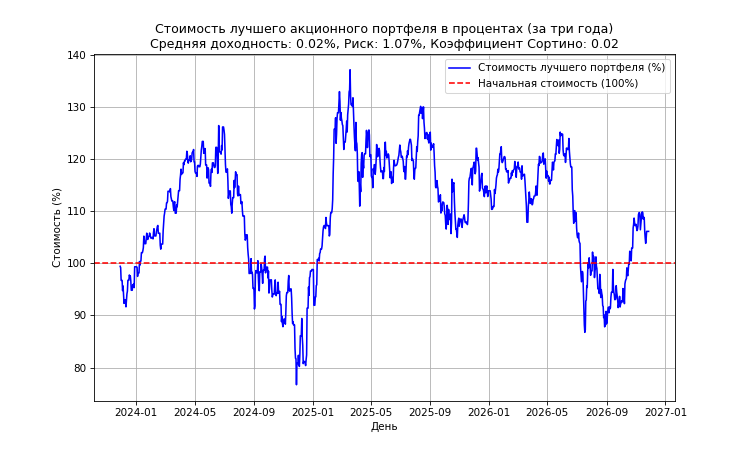 Стоимость лучшего акционного портфеля в процентах (за три года)
Средняя доходность: 0.02%, Риск: 1.07%, Коэффициент Сортино: 0.02
Стоимость лучшего портфеля (%)
Начальная стоимость (100%)
Стоимость (%)
140
130
120
110
100
90
80
2024-01
2024-05
2024-09
2025-01
2025-05
2025-09
2026-01
2026-05
2026-09
2027-01
День